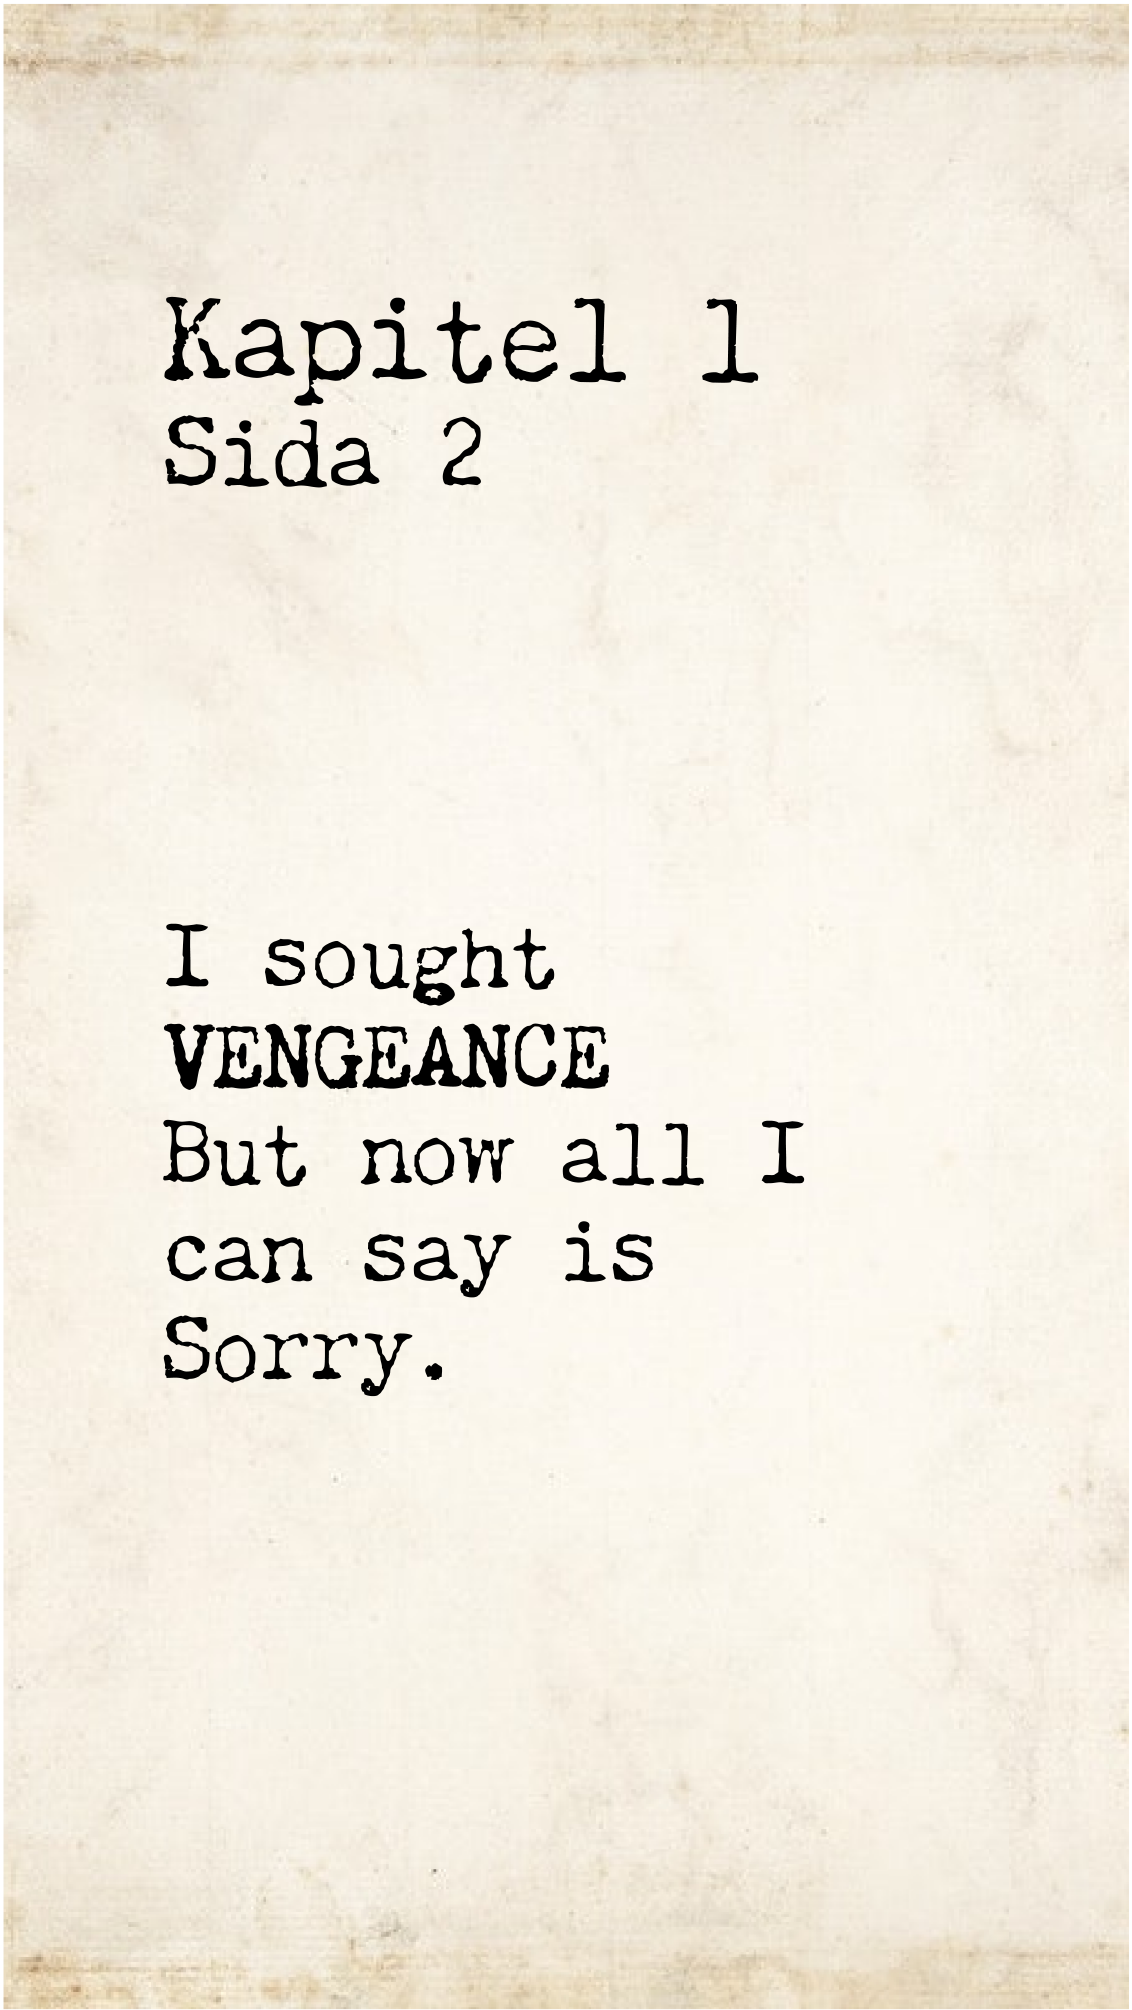 Kapitel 1
Sida 2
I sought
VENGEANCE
But now all I
can say is
Sorry.